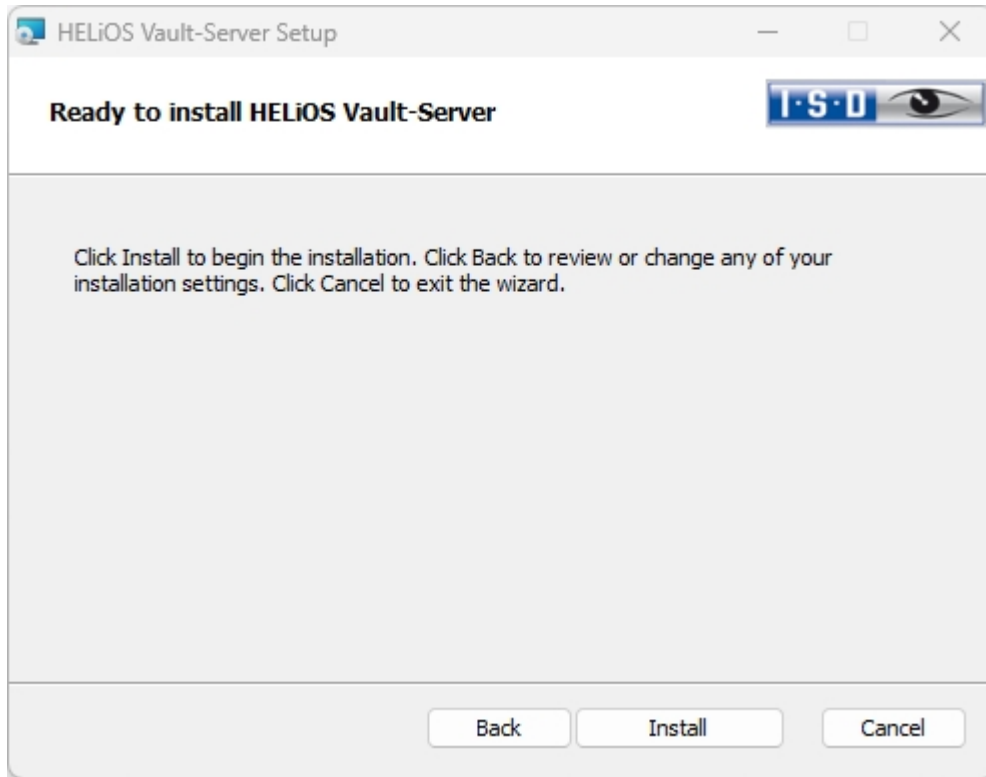 HELiOS Vault-Server Setup
Ready to install HELiOS Vault-Server
I·S·D
Click Install to begin the installation. Click Back to review or change any of your
installation settings. Click Cancel to exit the wizard.
Back
Install
Cancel